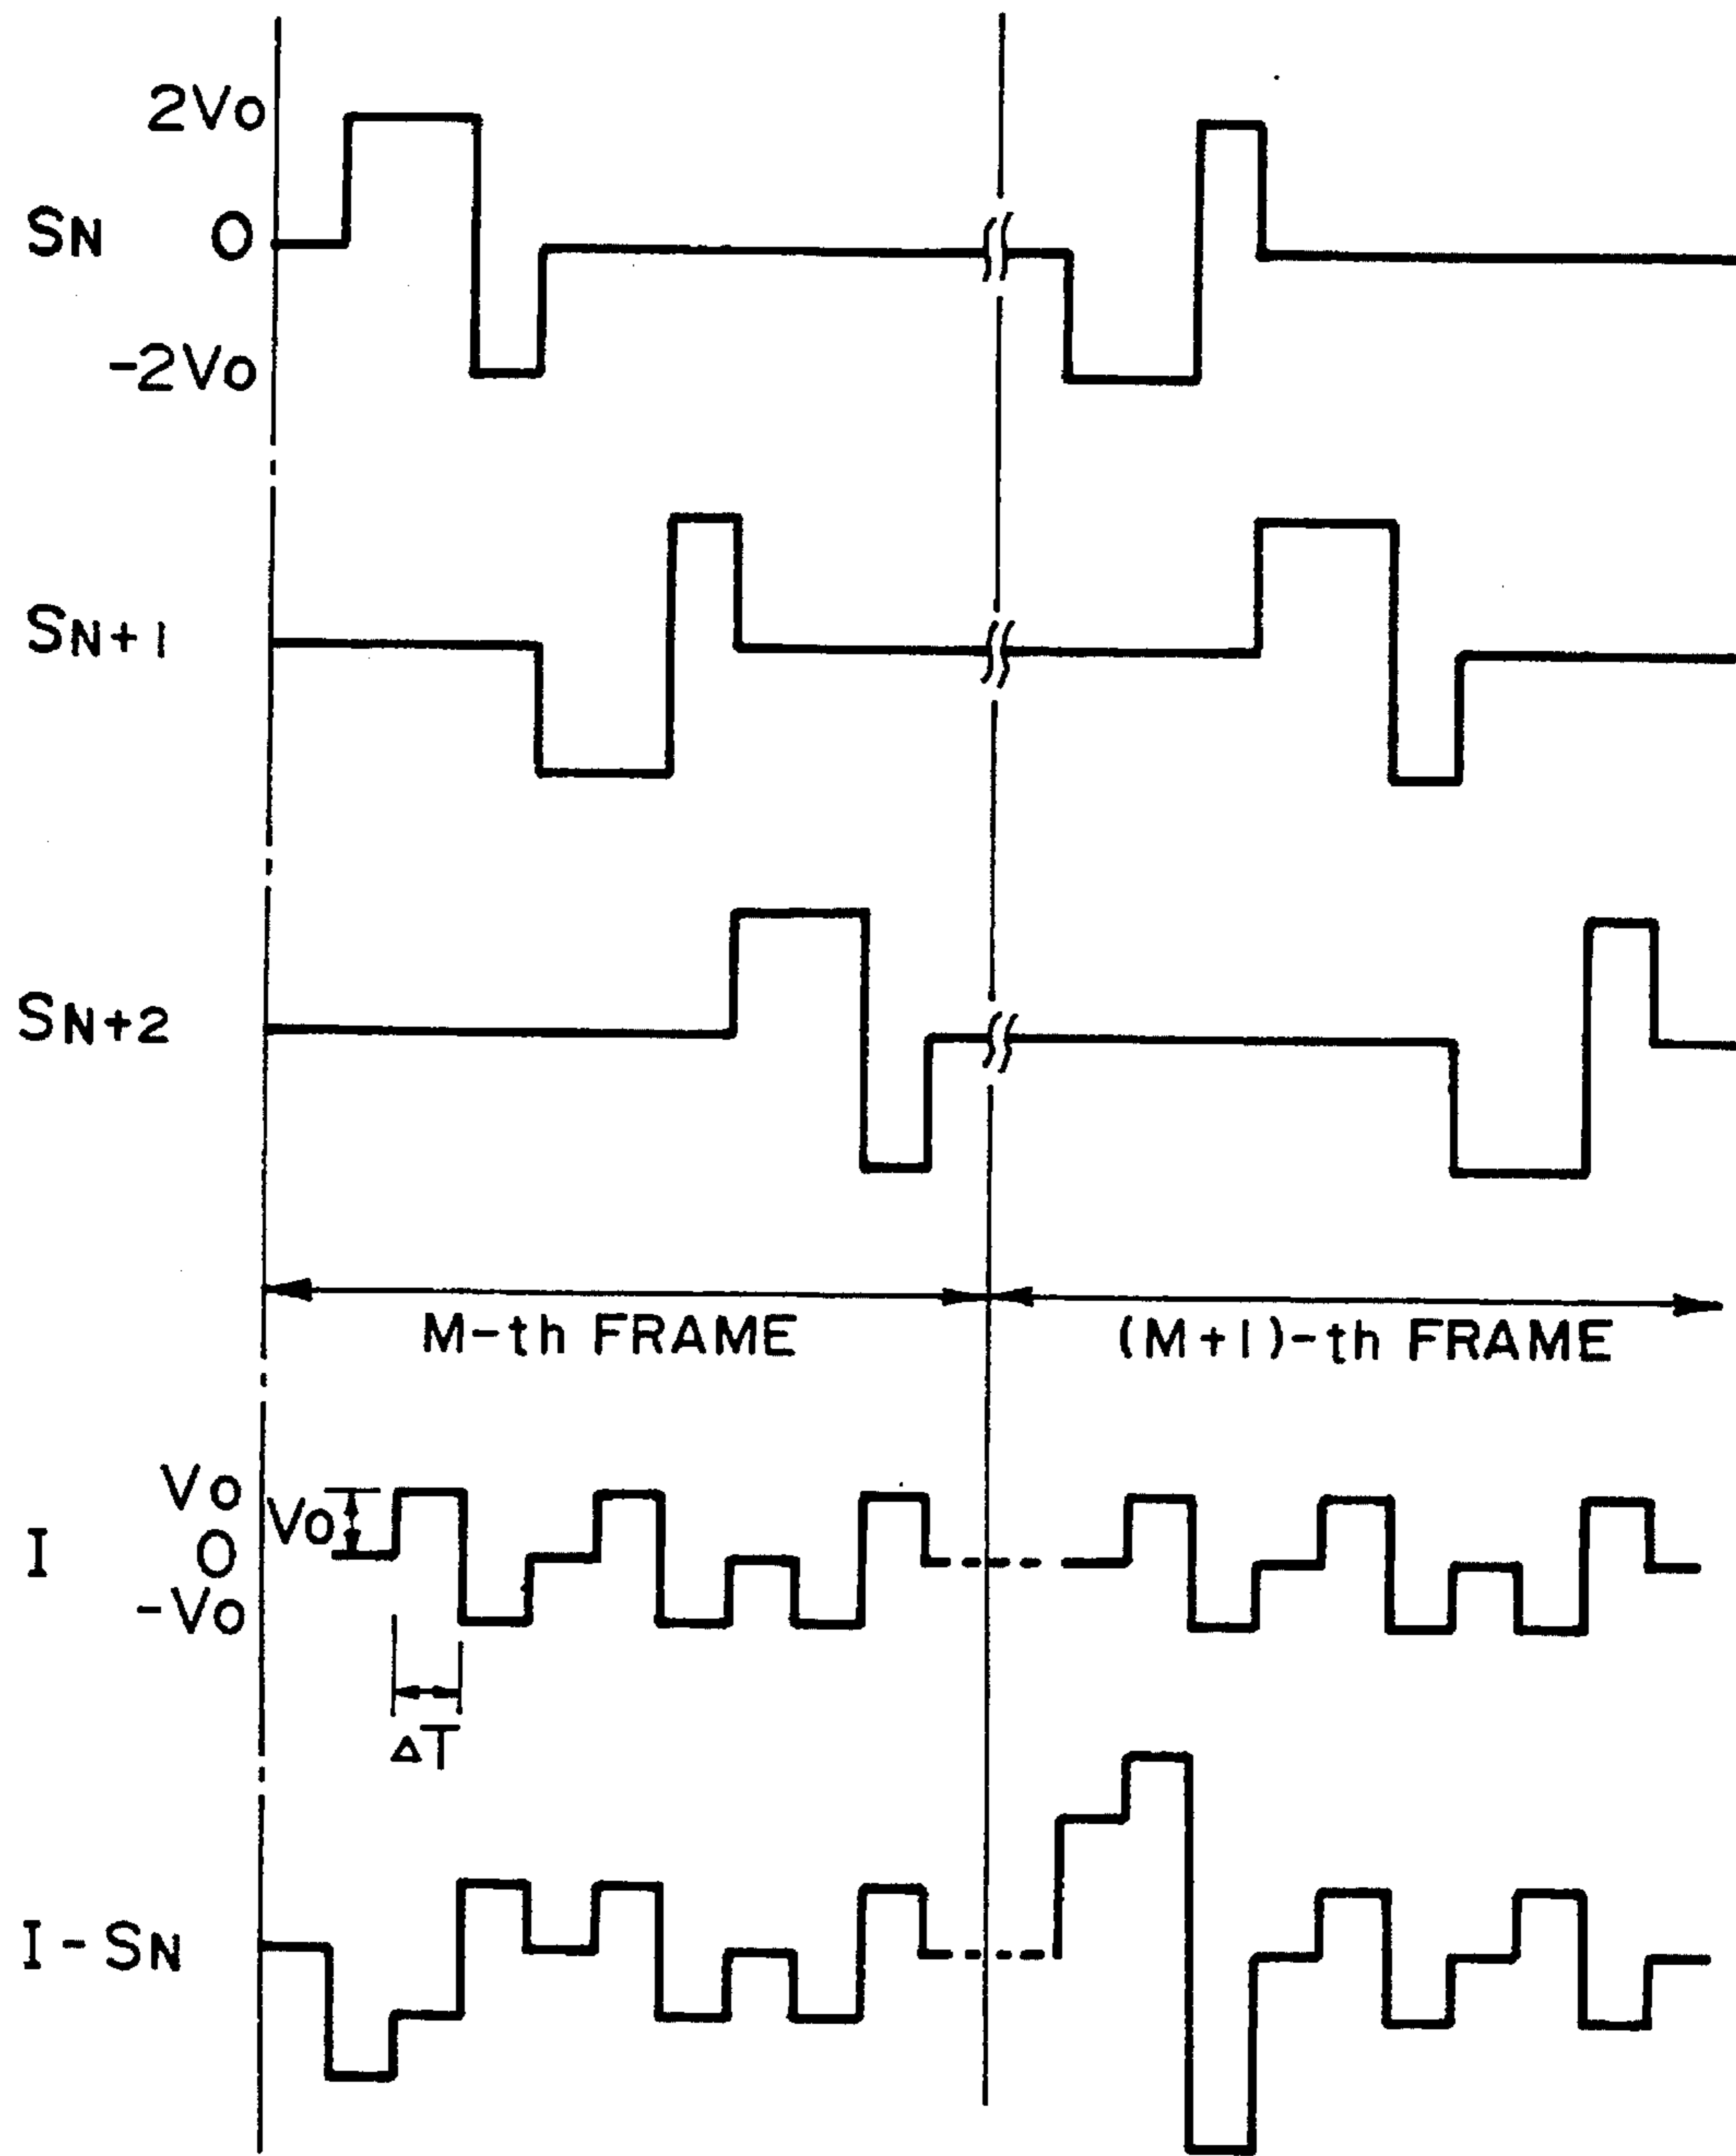 2Vo
SN 0
-2Vo
SN+1
SN+2
M-th FRAME
(M+1)-th FRAME
Vo
Vo
I 0
-Vo
ΔT
I-SN